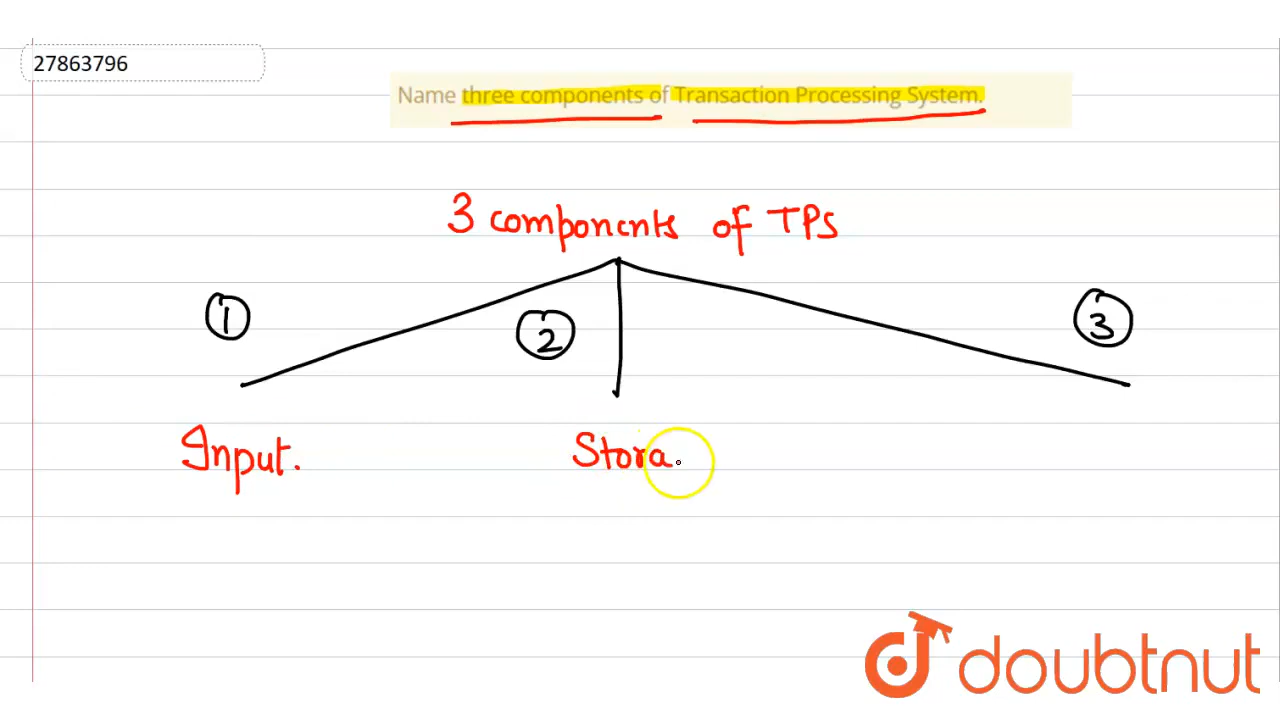 27863796
Name three components of Transaction Processing System.
3 components of TPS
1
2
3
Input.
Stora
doubtnut